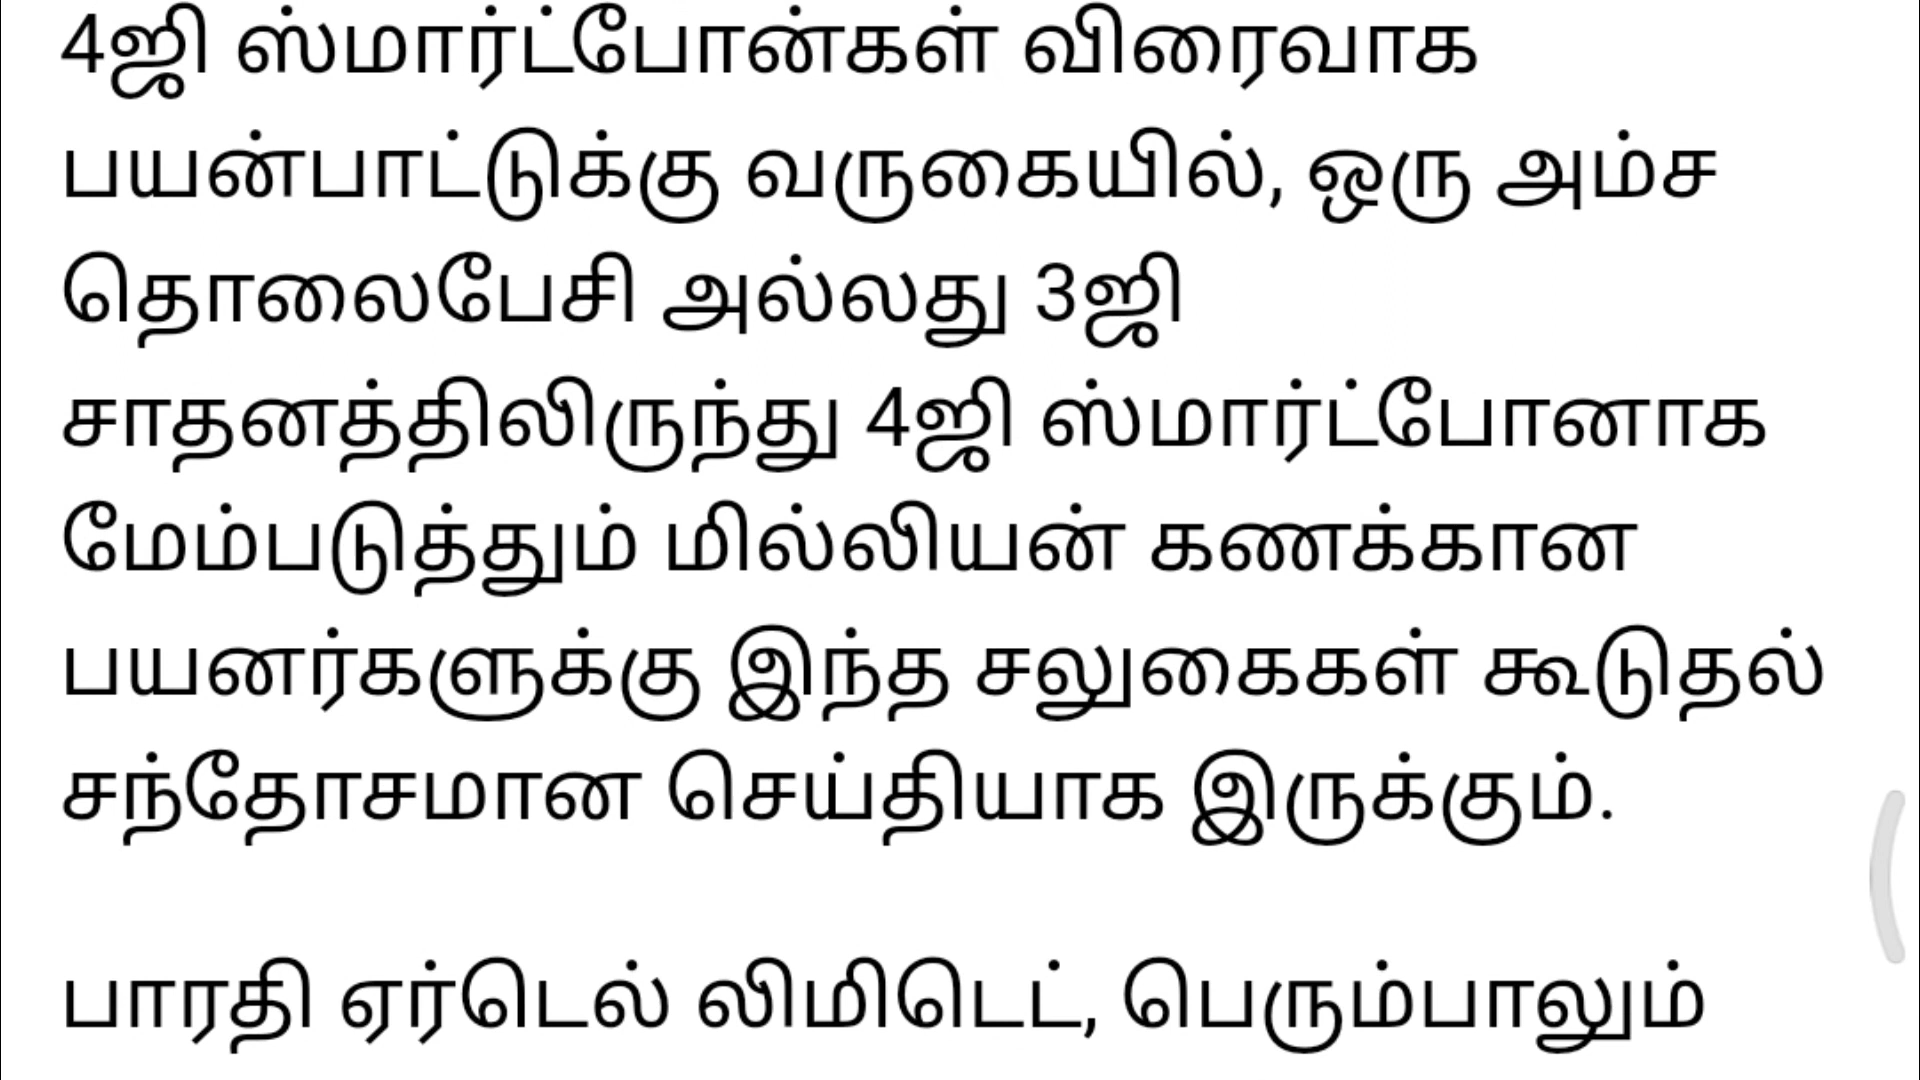 4ஜி ஸ்மார்ட்போன்கள் விரைவாக
பயன்பாட்டுக்கு வருகையில், ஒரு அம்ச
தொலைபேசி அல்லது 3ஜி
சாதனத்திலிருந்து 4ஜி ஸ்மார்ட்போனாக
மேம்படுத்தும் மில்லியன் கணக்கான
பயனர்களுக்கு இந்த சலுகைகள் கூடுதல்
சந்தோசமான செய்தியாக இருக்கும்.
பாரதி ஏர்டெல் லிமிடெட், பெரும்பாலும்